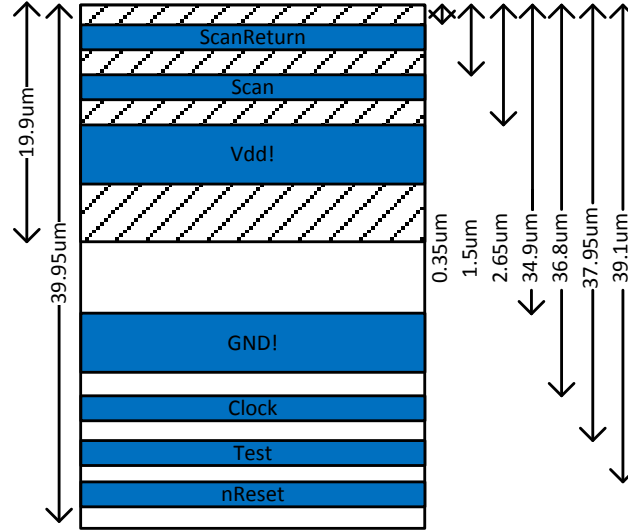 ScanReturn
Scan
Vdd!
GND!
Clock
Test
nReset
19.9um
39.95um
0.35um
1.5um
2.65um
34.9um
36.8um
37.95um
39.1um